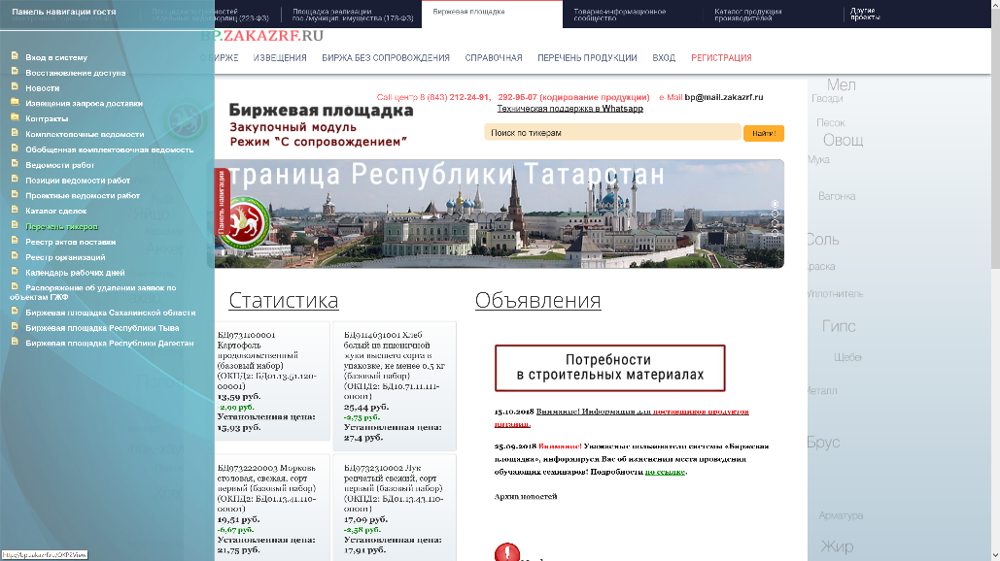 Панель навигации гостя
Площадка реализации
гос./муницип. имущества (178-ФЗ)
Биржевая площадка
Товарно-информационное
сообщество
Каталог продукции
производителей
Другие
проекты
BP.ZAKAZRF.RU
ИЗВЕЩЕНИЯ
БИРЖА БЕЗ СОПРОВОЖДЕНИЯ
СПРАВОЧНАЯ
ПЕРЕЧЕНЬ ПРОДУКЦИИ
ВХОД
РЕГИСТРАЦИЯ
Вход в систему
Восстановление доступа
Новости
Извещения запроса доставки
Контракты
Комплектовочные ведомости
Обобщенная комплектовочная ведомость
Ведомости работ
Позиции ведомости работ
Проектные ведомости работ
Каталог сделок
Перечень тикеров
Реестр актов поставки
Реестр организаций
Календарь рабочих дней
Распоряжение об удалении заявок по
объектам ГЖФ
Биржевая площадка Сахалинской области
Биржевая площадка Республики Тыва
Биржевая площадка Республики Дагестан
http://bp.zakazrf.ru/OKP2View
Call-центр 8 (843) 212-24-91, 292-95-07 (кодирование продукции) e-Mail bp@mail.zakazrf.ru
Техническая поддержка в Whatsapp
Биржевая площадка
Закупочный модуль
Режим “С сопровождением”
Поиск по тикерам
Найти!
траница Республики Татарстан
Панель навигации
Статистика
БД9731100001
Картофель
продовольственный
(базовый набор)
(ОКПД2: БД01.13.51.120-
00001)
13,59 руб.
-2,99 руб.
Установленная цена:
15,93 руб.
БД9114631001 Хлеб
белый из пшеничной
муки высшего сорта в
упаковке, не менее 0,5 кг
(базовый набор)
(ОКПД2: БД10.71.11.111-
00001)
25,44 руб.
-2,75 руб.
Установленная цена:
27,4 руб.
БД9732220003 Морковь
столовая, свежая, сорт
первый (базовый набор)
(ОКПД2: БД01.13.41.110-
00001)
19,51 руб.
-6,67 руб.
Установленная цена:
21,75 руб.
БД9732310002 Лук
репчатый свежий, сорт
первый (базовый набор)
(ОКПД2: БД01.13.43.110-
00001)
17,09 руб.
-2,58 руб.
Установленная цена:
17,91 руб.
Объявления
Потребности
в строительных материалах
15.10.2018 Внимание! Информация для поставщиков продуктов
питания.
25.09.2018 Внимание! Уважаемые пользователи системы «Биржевая
площадка», информируем Вас об изменении места проведения
обучающих семинаров! Подробности по ссылке.
Архив новостей
Мел
Гвозди
Песок
Овощ
Мука
Вагонка
Соль
раска
Уплотнитель
Гипс
Щебе
Металл
Брус
Арматура
Жир